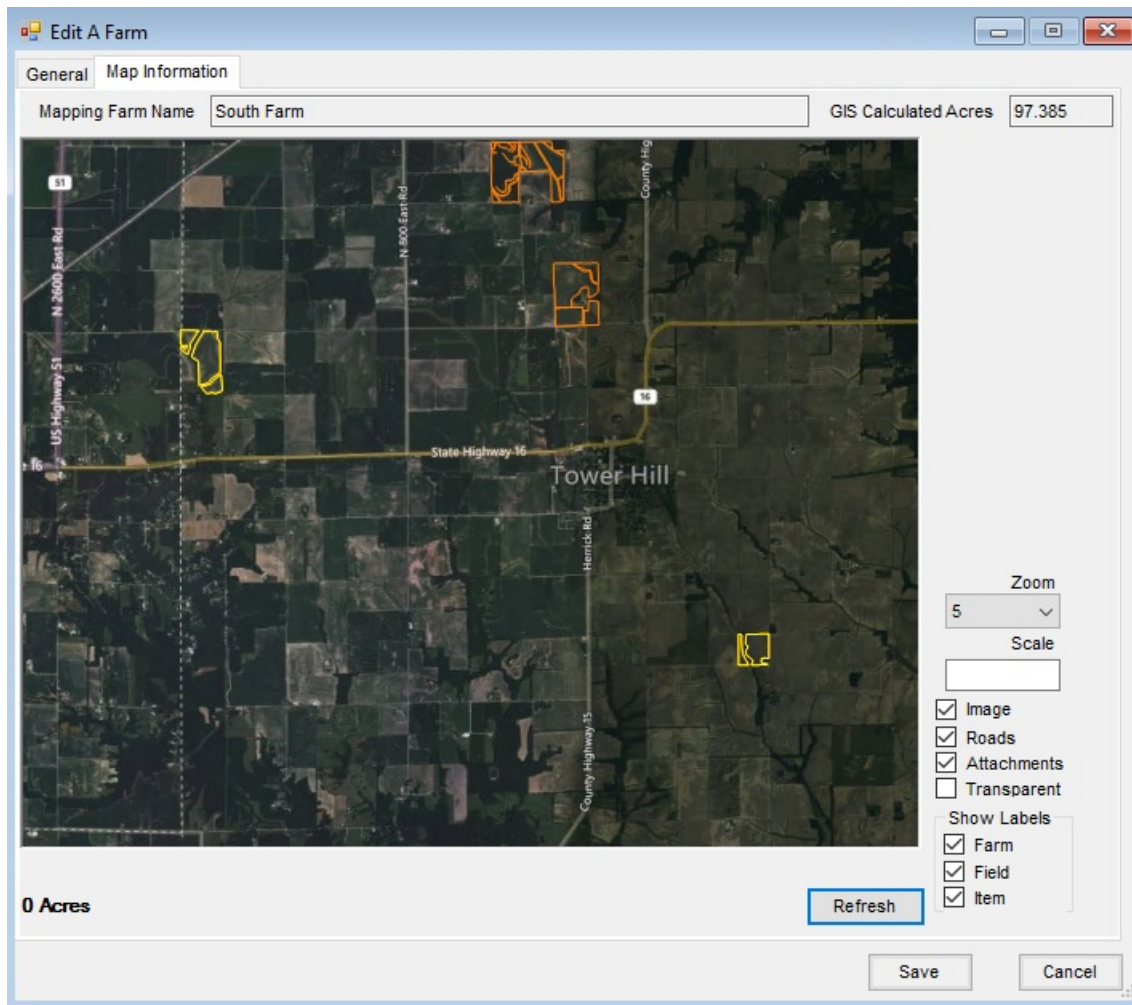 Edit A Farm
General Map Information
Mapping Farm Name South Farm GIS Calculated Acres 97.385
51
N 2600 East Rd
US Highway 51
N 800 East Rd
County Hig
16
State Highway 16
16
Tower Hill
Herrick Rd
County Highway 15
Zoom
5
Scale
Image
Roads
Attachments
Transparent
Show Labels
Farm
Field
Item
0 Acres
Refresh
Save Cancel